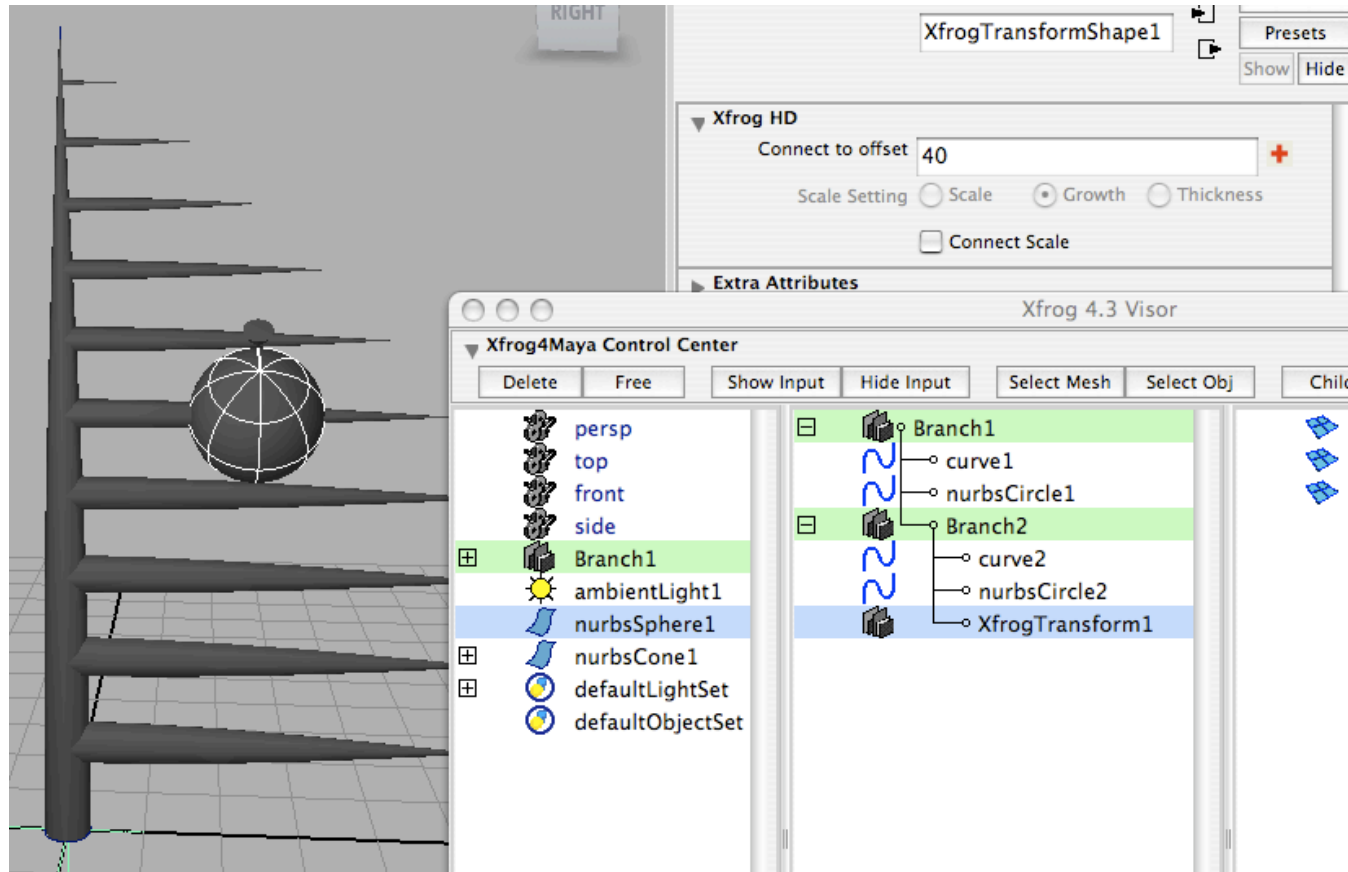 RIGHT
XfrogTransformShape1
Presets
Show Hide
Xfrog HD
Connect to offset 40
Scale Setting Scale Growth Thickness
Connect Scale
Extra Attributes
Xfrog 4.3 Visor
Xfrog4Maya Control Center
Delete Free Show Input Hide Input Select Mesh Select Obj Chil
persp
top
front
side
Branch1
ambientLight1
nurbsSphere1
nurbsCone1
defaultLightSet
defaultObjectSet
Branch1
curve1
nurbsCircle1
Branch2
curve2
nurbsCircle2
XfrogTransform1